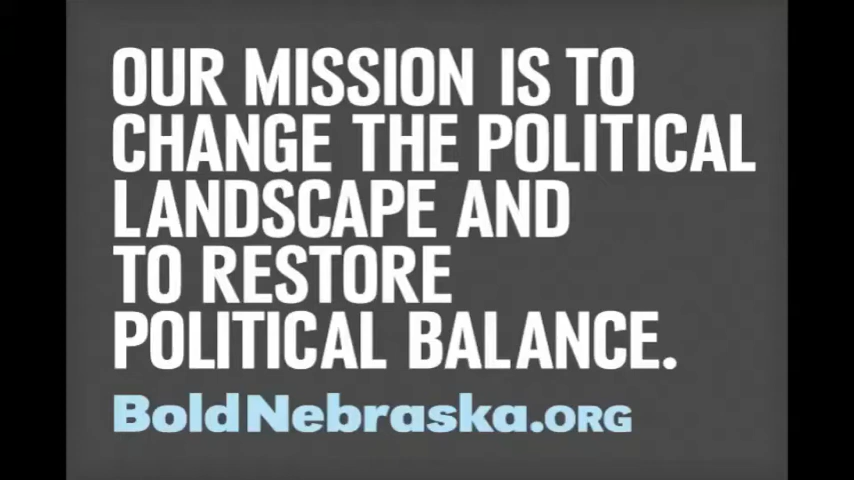 OUR MISSION IS TO
CHANGE THE POLITICAL
LANDSCAPE AND
TO RESTORE
POLITICAL BALANCE.
BoldNebraska.ORG